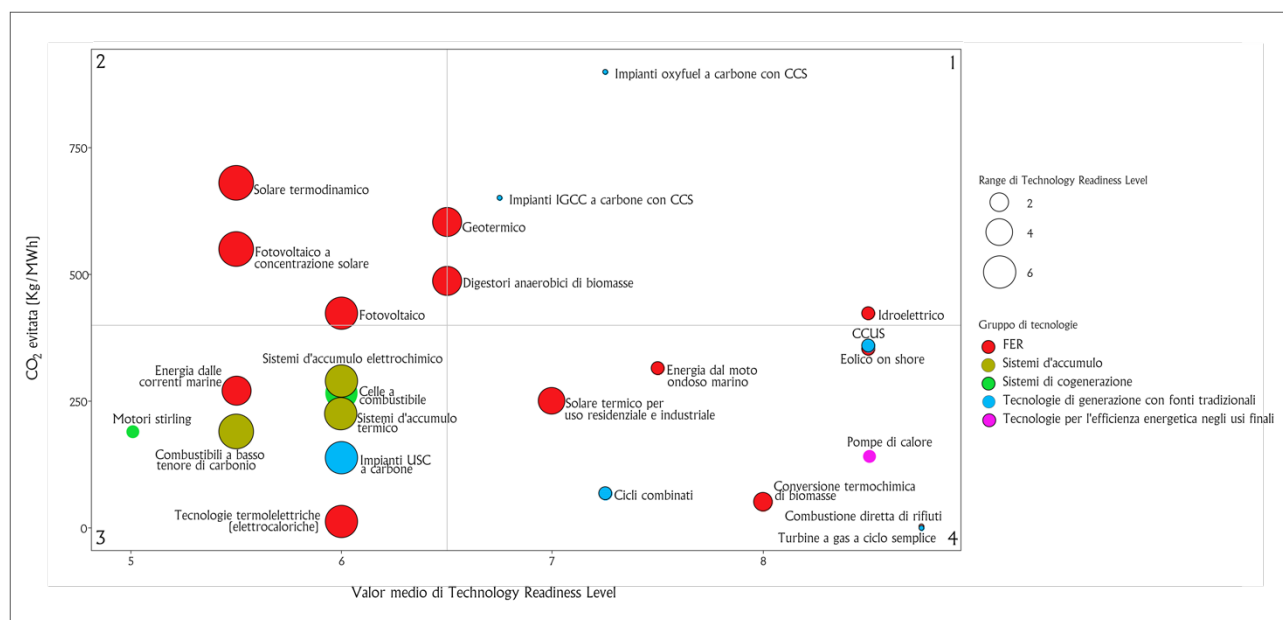 2
1
Impianti oxyfuel a carbone con CCS
750
Solare termodinamico
Impianti IGCC a carbone con CCS
Geotermico
Fotovoltaico a
concentrazione solare
500
Digestori anaerobici di biomasse
Fotovoltaico
Idroelettrico
CCUS
Eolico on shore
Sistemi d'accumulo elettrochimico
Energia dalle
correnti marine
Celle a
combustibile
Energia dal moto
ondoso marino
250
Solare termico per
uso residenziale e industriale
Motori stirling
Sistemi d'accumulo
termico
Combustibili a basso
tenore di carbonio
Impianti USC
a carbone
Pompe di calore
Cicli combinati
Conversione termochimica
di biomasse
Tecnologie termolelettriche
(elettrocaloriche)
Combustione diretta di rifiuti
0
Turbine a gas a ciclo semplice
3
4
5
6
7
8
Valor medio di Technology Readiness Level
CO2 evitata (Kg/MWh)
Range di Technology Readiness Level
2
4
6
Gruppo di tecnologie
FER
Sistemi d'accumulo
Sistemi di cogenerazione
Tecnologie di generazione con fonti tradizionali
Tecnologie per l'efficienza energetica negli usi finali